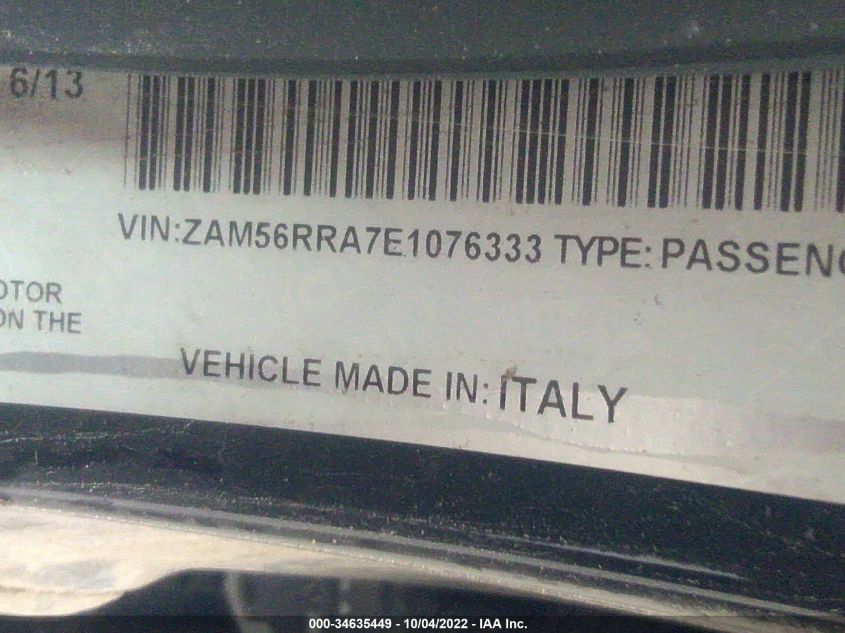 6/13
VIN:ZAM56RRA7E1076333 TYPE:PASSENG
OTOR
ON THE
VEHICLE MADE IN: ITALY
000-34635449 - 10/04/2022 - IAA Inc.